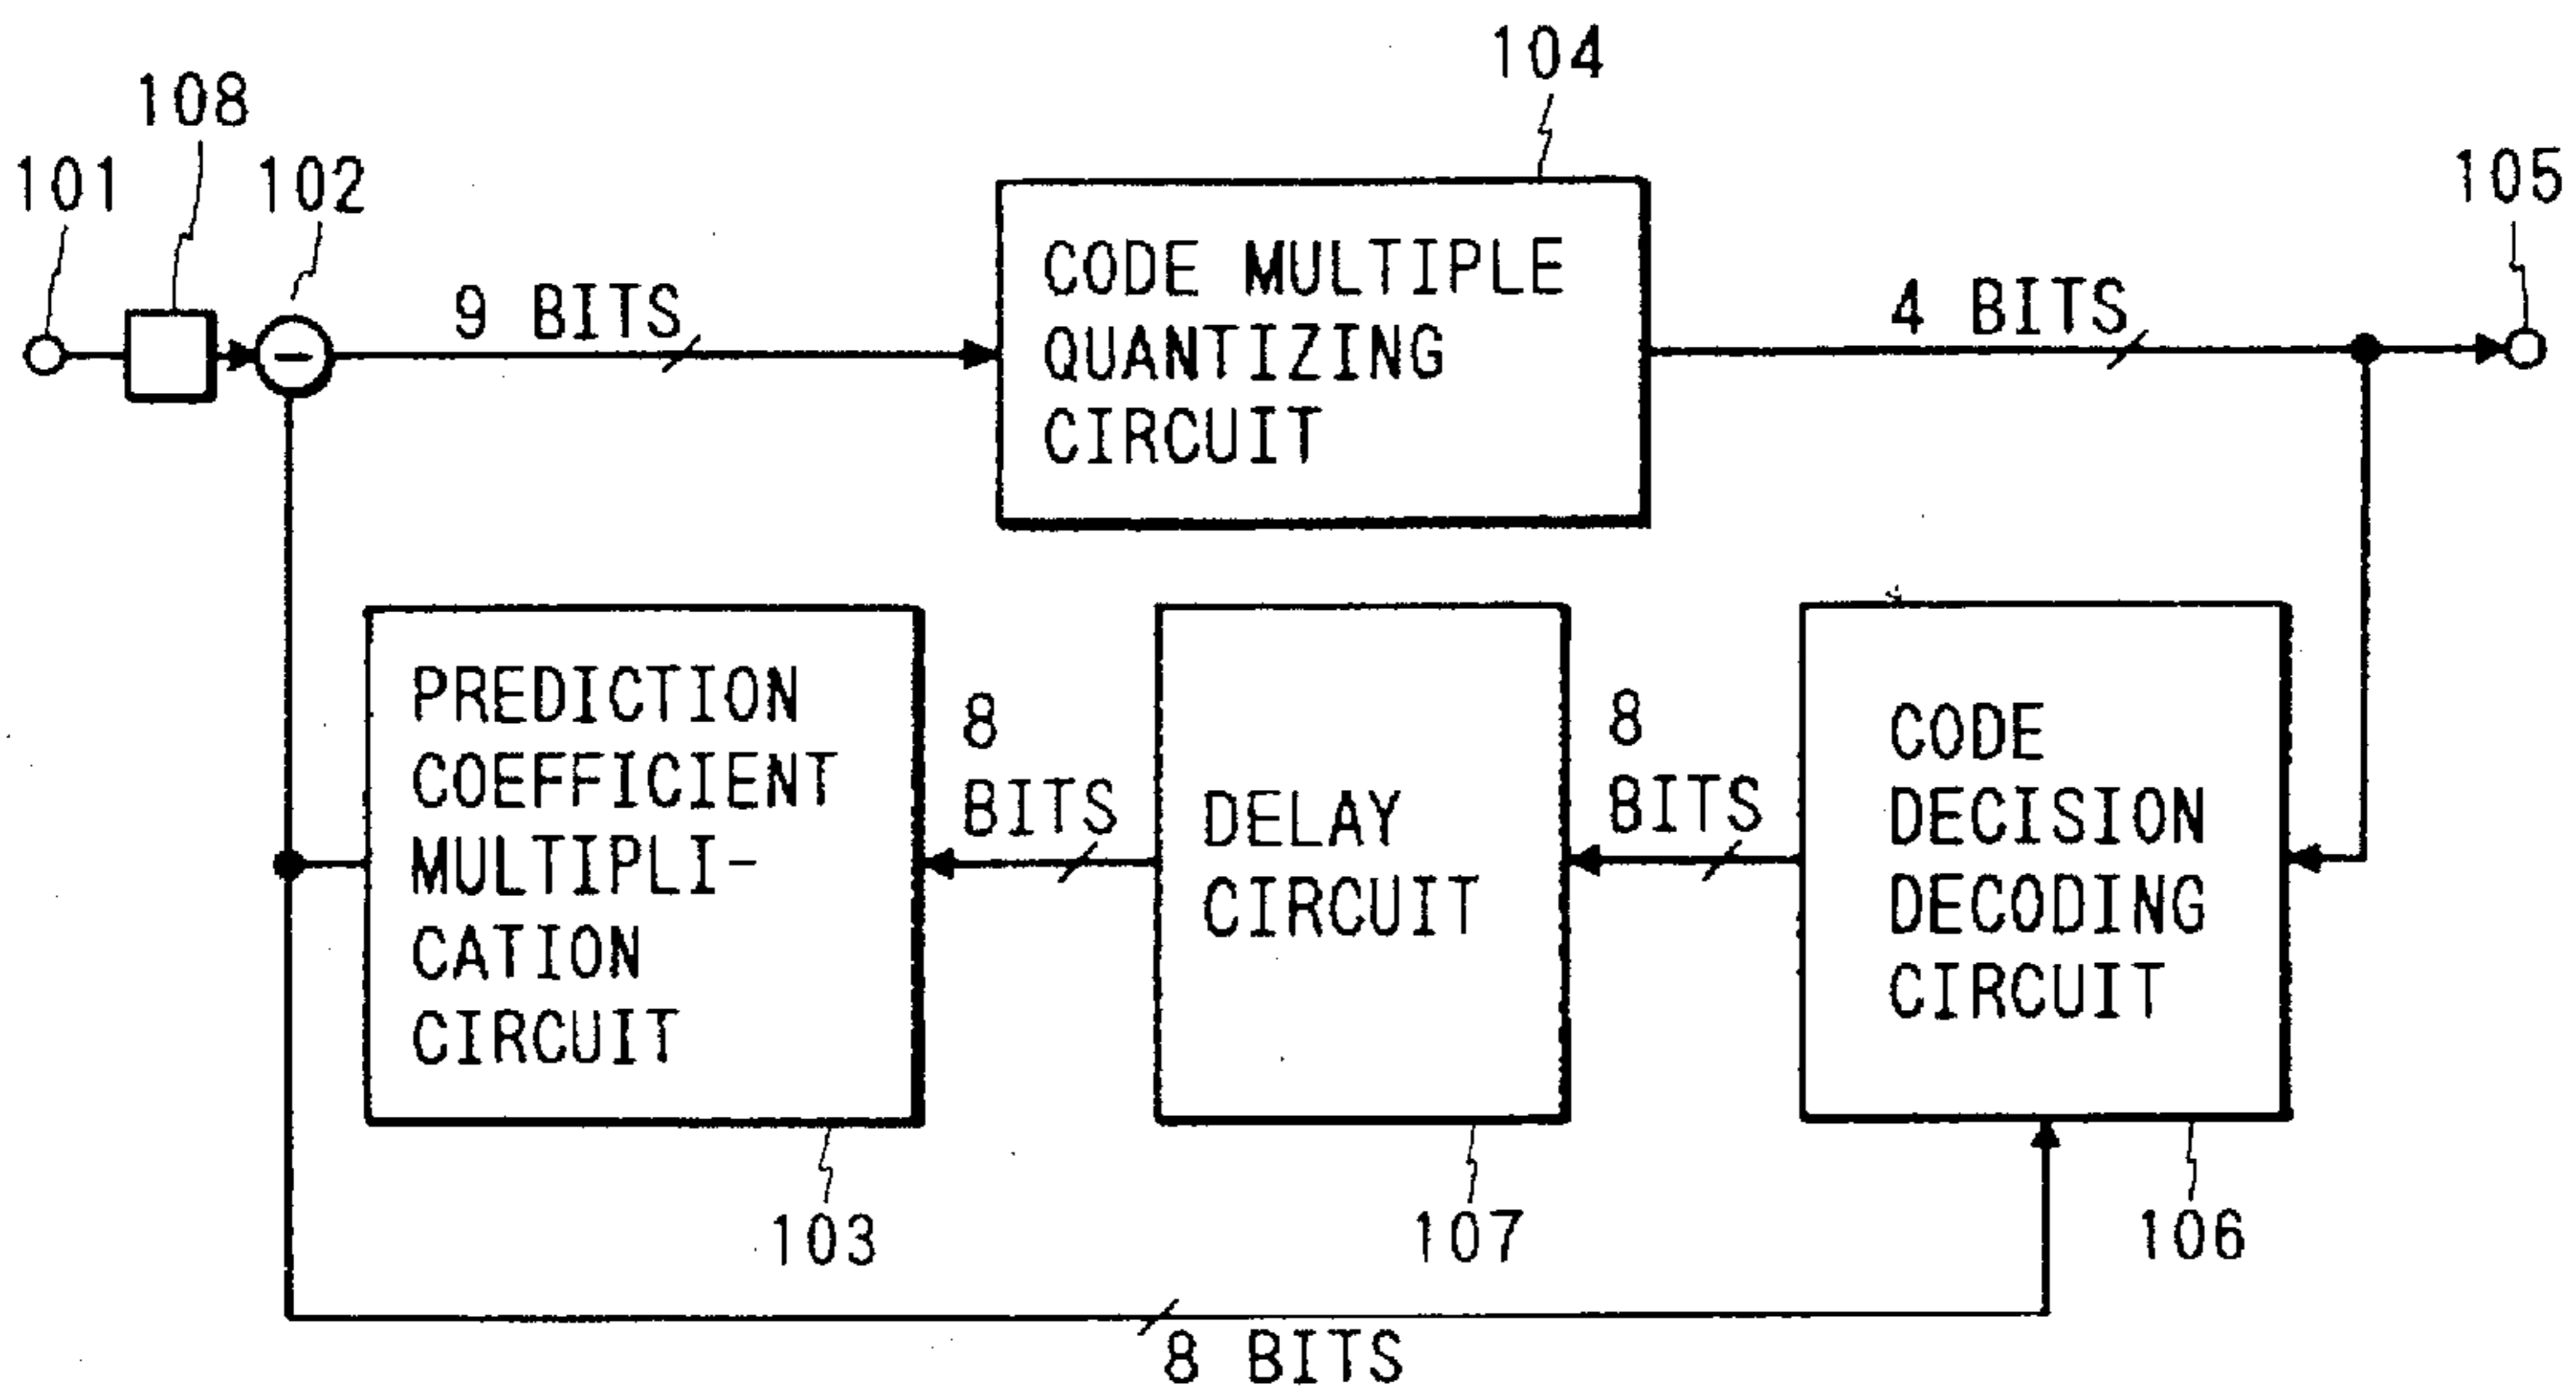 104
108
101
102
105
9 BITS
CODE MULTIPLE
QUANTIZING
CIRCUIT
4 BITS
PREDICTION
COEFFICIENT
MULTIPLI-
CATION
CIRCUIT
8
BITS
DELAY
CIRCUIT
8
BITS
CODE
DECISION
DECODING
CIRCUIT
103
107
106
8 BITS